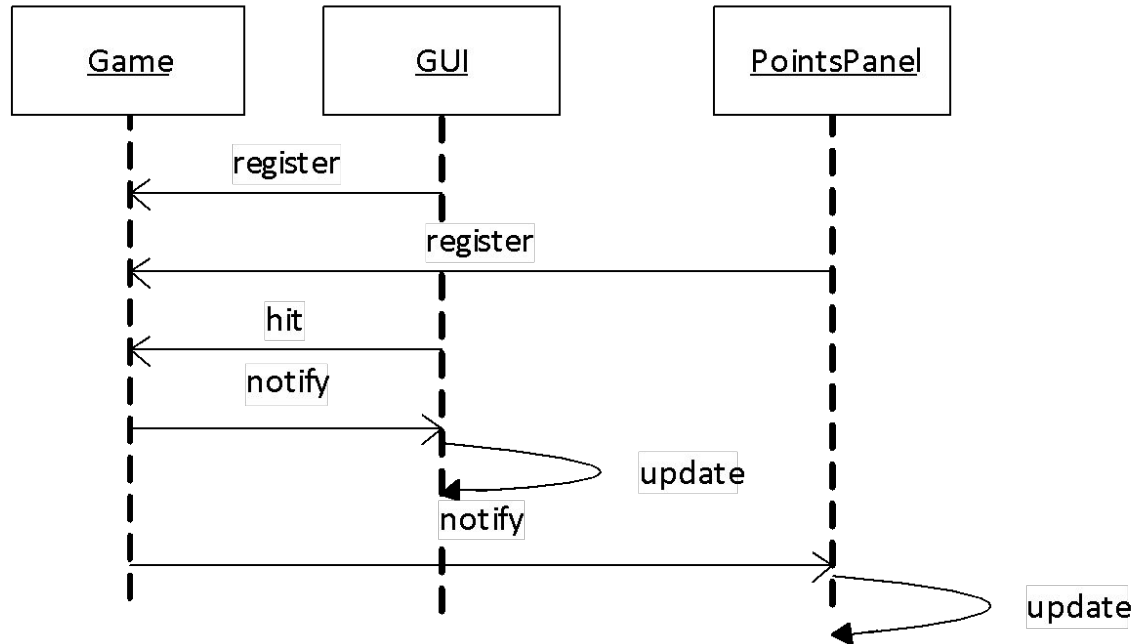 Game
GUI
PointsPanel
register
register
hit
notify
update
notify
update